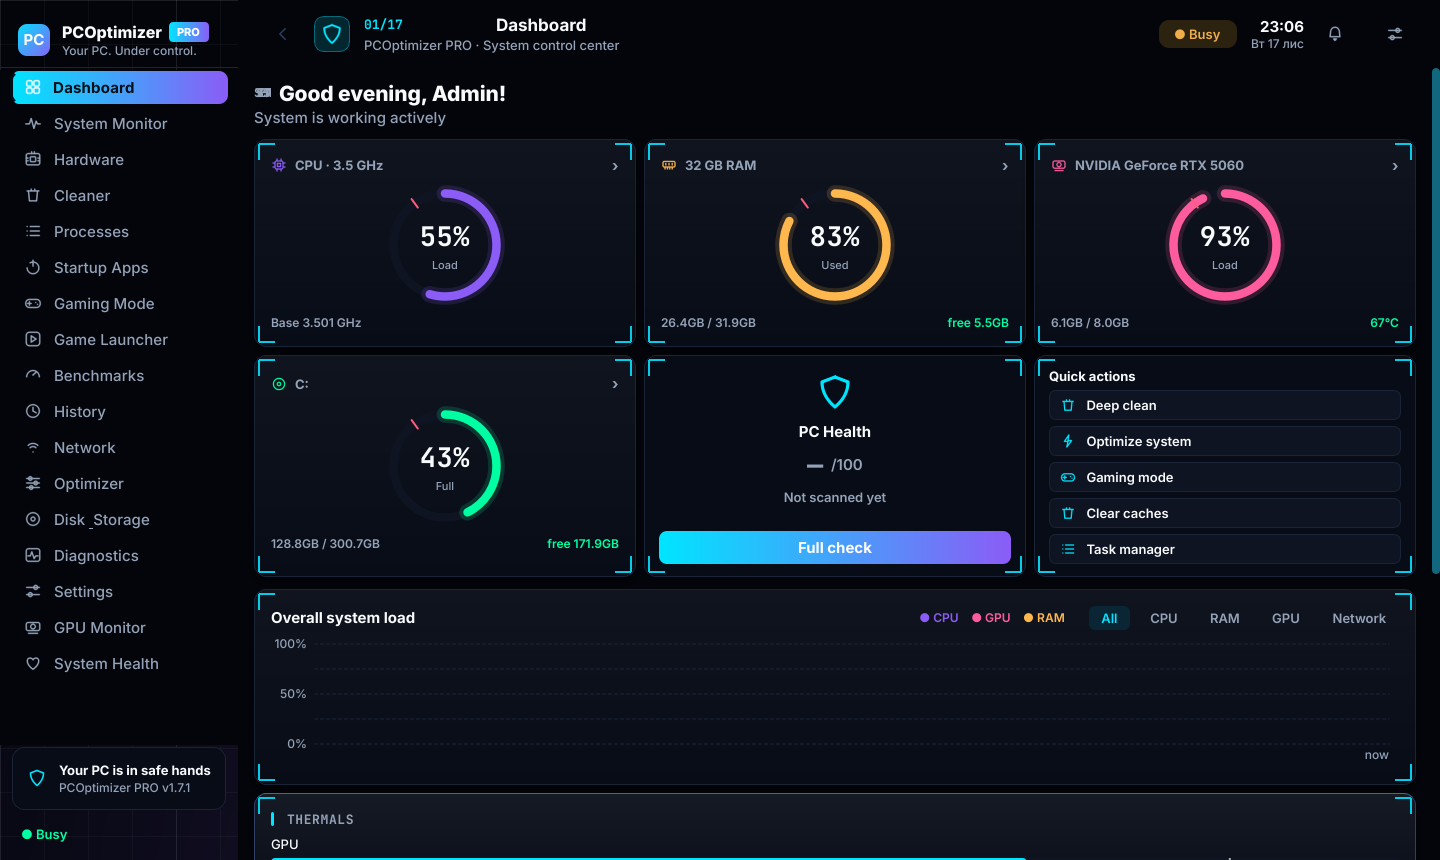 PC
PCOptimizer PRO
Your PC. Under control.
Dashboard
System Monitor
Hardware
Cleaner
Processes
Startup Apps
Gaming Mode
Game Launcher
Benchmarks
History
Network
Optimizer
Disk _Storage
Diagnostics
Settings
GPU Monitor
System Health
Your PC is in safe hands
PCOptimizer PRO v1.7.1
Busy
01/17 Dashboard
PCOptimizer PRO · System control center
Busy
23:06
Вт 17 лис
Good evening, Admin!
System is working actively
CPU · 3.5 GHz
55%
Load
Base 3.501 GHz
32 GB RAM
83%
Used
26.4GB / 31.9GB free 5.5GB
NVIDIA GeForce RTX 5060
93%
Load
6.1GB / 8.0GB 67°C
C:
43%
Full
128.8GB / 300.7GB free 171.9GB
PC Health
— /100
Not scanned yet
Full check
Quick actions
Deep clean
Optimize system
Gaming mode
Clear caches
Task manager
Overall system load
CPU GPU RAM All CPU RAM GPU Network
100%
50%
0%
now
THERMALS
GPU